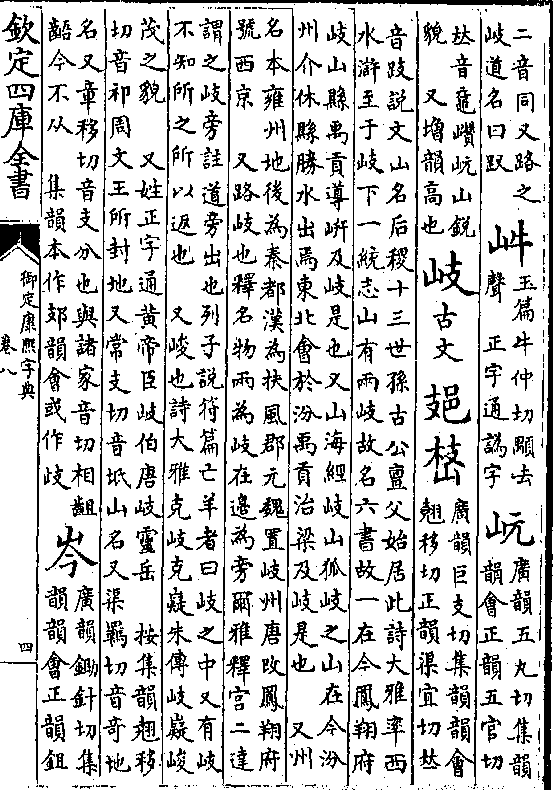 二音同又路之
岐道名曰趿
玉篇牛仲切顒去
聲 正字通譌字
岏
廣韻五丸切集韻
韻會正韻五官切
𠀤音黿巑岏山銳
貌 又增韻高也
岐古文
廣韻巨支切集韻韻會
翹移切正韻渠宜切𠀤
音跂說文山名后稷十三世孫古公亶父始居此詩大雅率西
水滸至于岐下一統志山有兩岐故名六書故一在今鳳翔府
岐山縣禹貢導岍及岐是也又山海經岐山狐岐之山在今汾
州介休縣勝水出焉東北會於汾禹貢治梁及岐是也 又州
名本雍州地後為秦都漢為扶風郡元魏置岐州唐改鳳翔府
號西京 又路岐也釋名物兩為岐在邊為旁爾雅釋宫二達
謂之岐旁註道旁出也列子說符篇亡羊者曰岐之中又有岐
不知所之所以返也 又峻也詩大雅克岐克嶷朱傳岐嶷峻
茂之貌 又姓正字通黄帝臣岐伯唐岐靈岳 按集韻翹移
切音祁周文王所封地又常支切音坻山名又渠羈切音奇地
名又章移切音支分也與諸家音切相齟
齬今不从 集韻本作郊韻會或作歧
岑
廣韻鋤針切集
韻韻會正韻鉏
欽定四庫全書
御定康熙字典
卷八
四